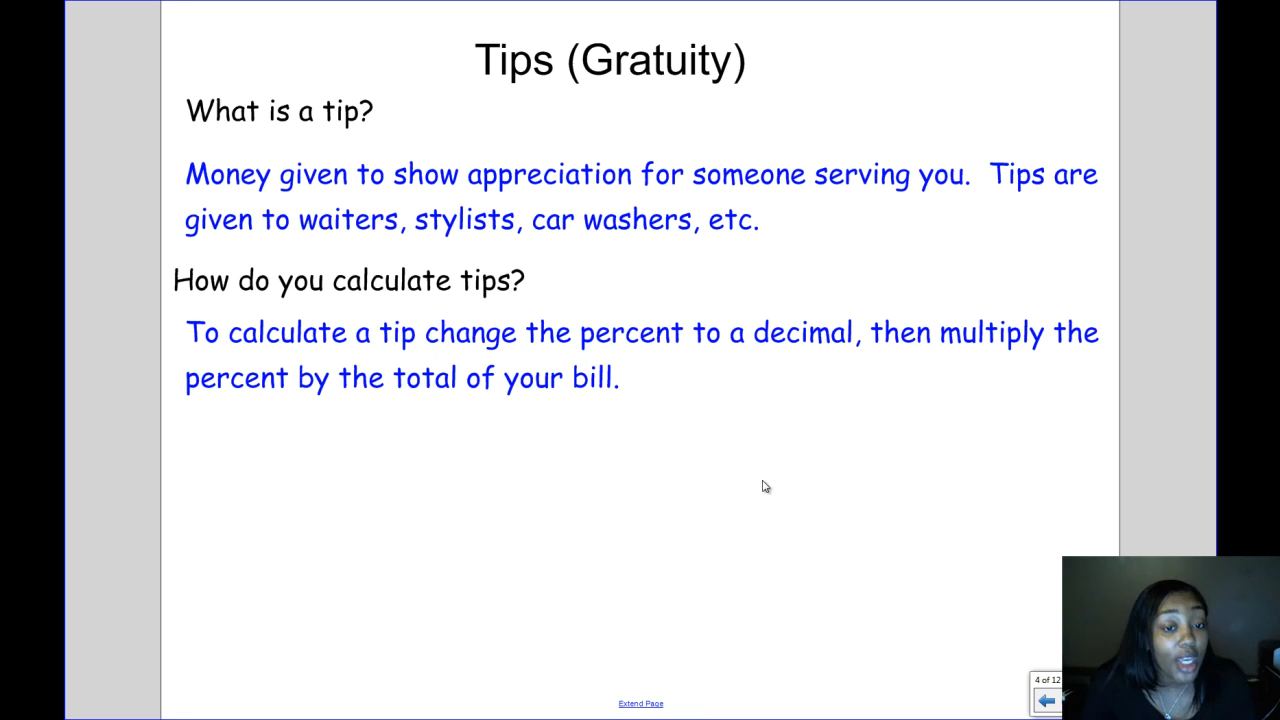 Tips (Gratuity)
What is a tip?
Money given to show appreciation for someone serving you.  Tips are
given to waiters, stylists, car washers, etc.
How do you calculate tips?
To calculate a tip change the percent to a decimal, then multiply the
percent by the total of your bill.
4 of 12
Extend Page